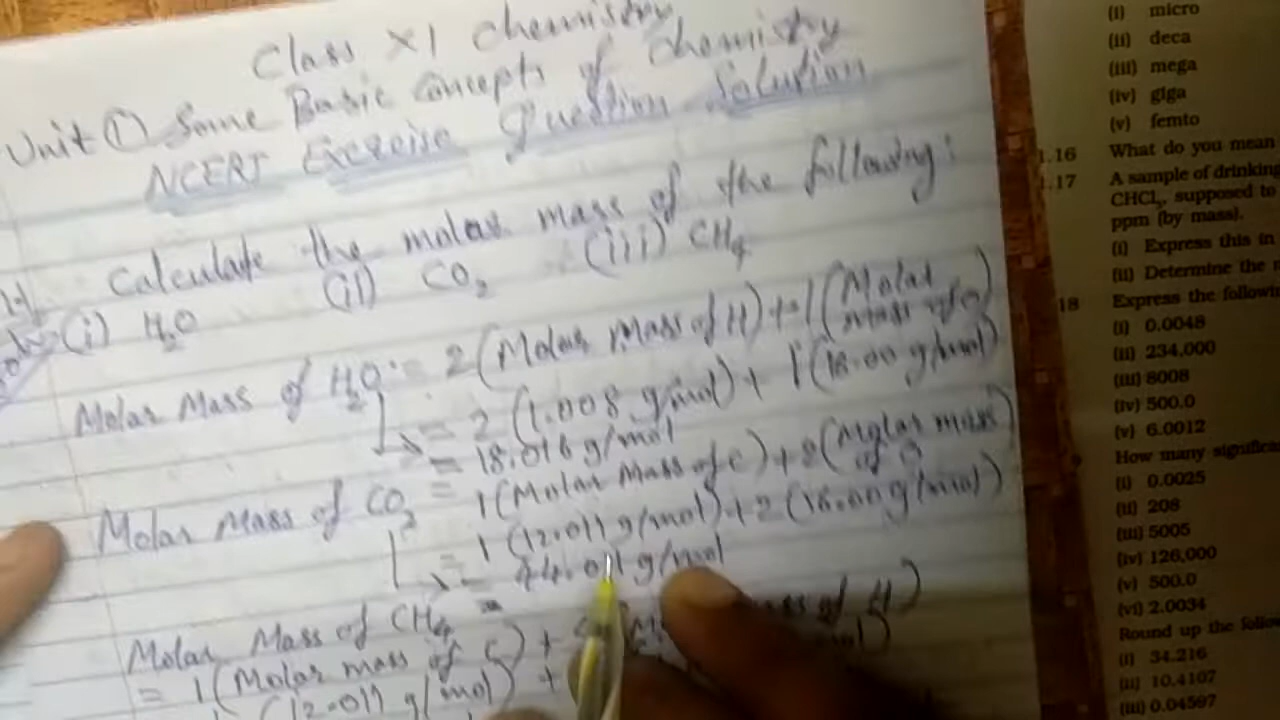 Class XI chemistry
Unit ① Some Basic Concepts of Chemistry
NCERT Exercise Question Solution
Calculate the molar mass of the following:
(i) H₂O (ii) CO₂ (iii) CH₄
Molar Mass of H₂O = 2 (Molar Mass of H) + 1 (Molar mass of O)
= 2 (1.008 g/mol) + 1 (16.00 g/mol)
= 18.016 g/mol
Molar Mass of CO₂ = 1 (Molar Mass of C) + 2 (Molar mass of O)
= 1 (12.011 g/mol) + 2 (16.00 g/mol)
= 44.011 g/mol
Molar Mass of CH₄ =
= 1 (Molar mass of C) + of H)
(12.011 g/mol) +
(i) micro
(ii) deca
(iii) mega
(iv) giga
(v) femto
1.16 What do you mean
1.17 A sample of drinking
CHCl₃, supposed to
ppm (by mass).
(i) Express this in
(ii) Determine the
18 Express the
(i) 0.0048
(ii) 234,000
(iii) 8008
(iv) 500.0
(v) 6.0012
How many
(i) 0.0025
(ii) 208
(iii) 5005
(iv) 126,000
(v) 500.0
(vi) 2.0034
Round up the
(i) 34.216
(ii) 10.4107
(iii) 0.04597